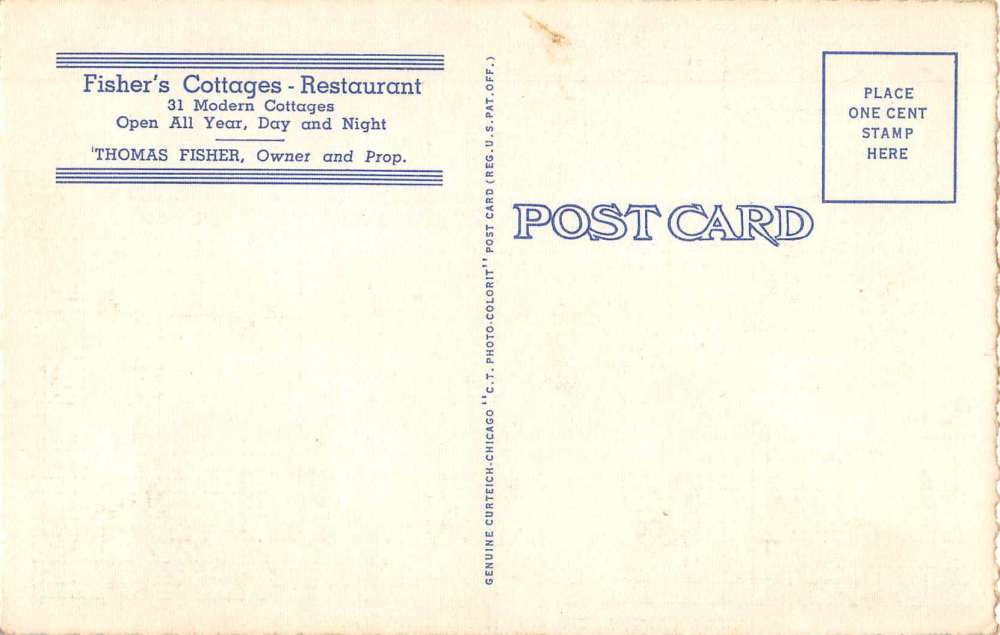 Fisher's Cottages - Restaurant
31 Modern Cottages
Open All Year, Day and Night
THOMAS FISHER, Owner and Prop.
GENUINE CURTEICH-CHICAGO "C.T. PHOTO-COLORIT" POST CARD (REG. U.S. PAT. OFF.)
POST CARD
PLACE
ONE CENT
STAMP
HERE